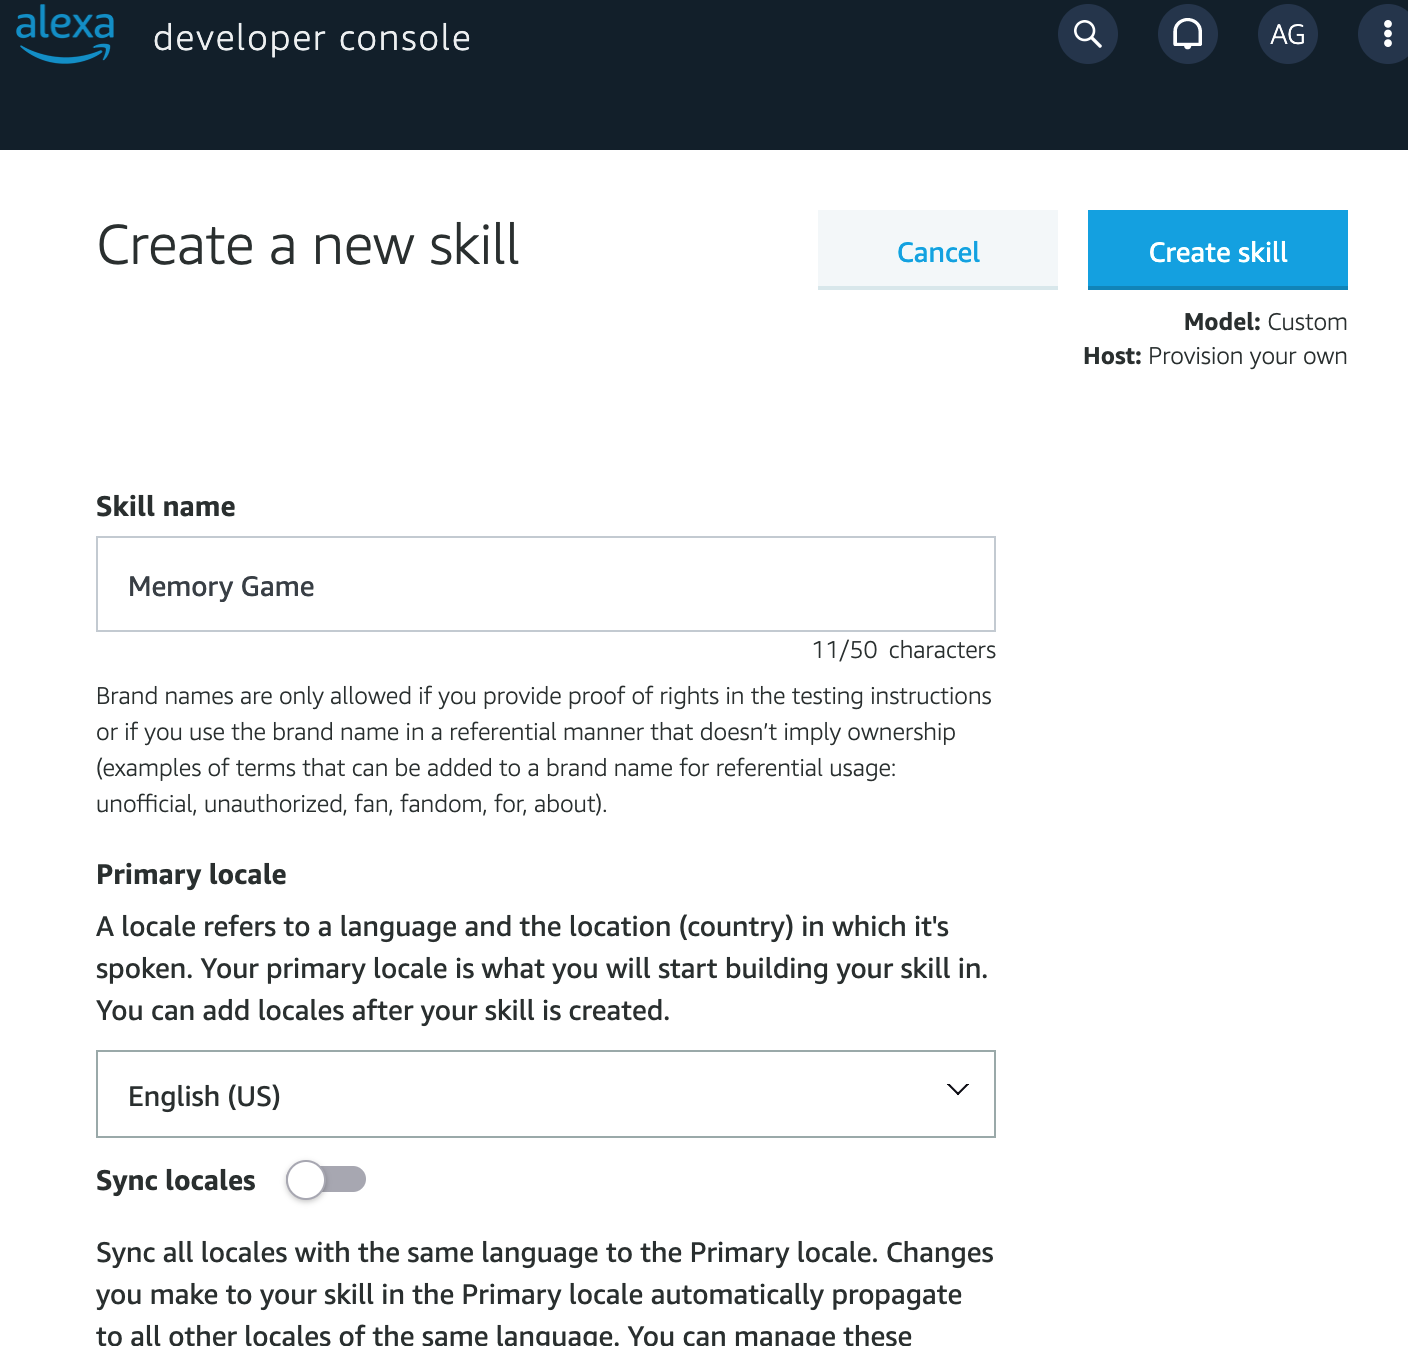 alexa developer console AG
Create a new skill
Cancel
Create skill
Model: Custom
Host: Provision your own
Skill name
Memory Game
11/50 characters
Brand names are only allowed if you provide proof of rights in the testing instructions
or if you use the brand name in a referential manner that doesn’t imply ownership
(examples of terms that can be added to a brand name for referential usage:
unofficial, unauthorized, fan, fandom, for, about).
Primary locale
A locale refers to a language and the location (country) in which it's
spoken. Your primary locale is what you will start building your skill in.
You can add locales after your skill is created.
English (US)
Sync locales
Sync all locales with the same language to the Primary locale. Changes
you make to your skill in the Primary locale automatically propagate
to all other locales of the same language. You can manage these